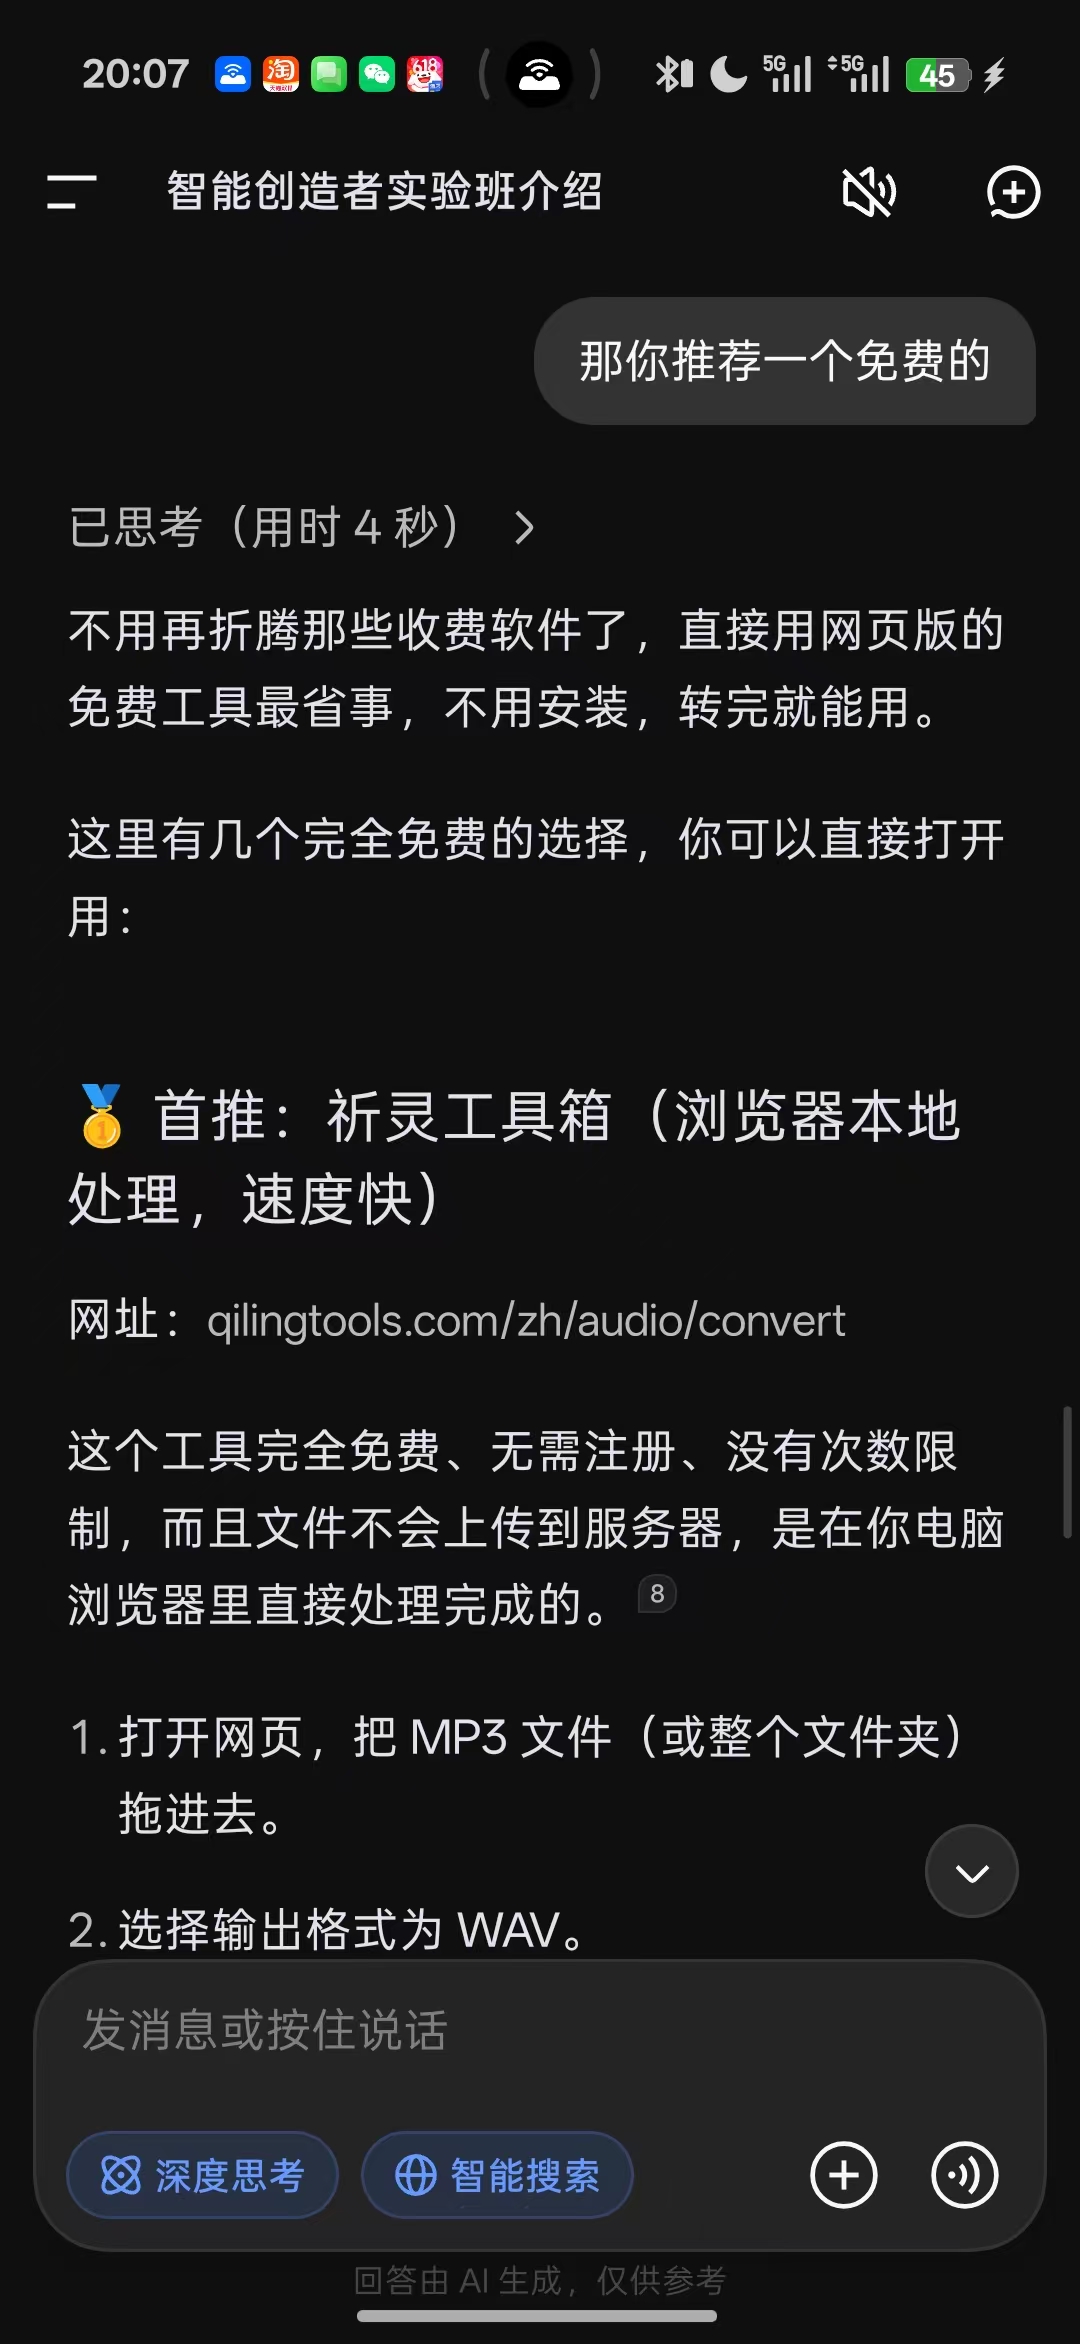 20:07
淘
618
5G
5G
45
智能创造者实验班介绍
那你推荐一个免费的
已思考（用时 4 秒）
不用再折腾那些收费软件了，直接用网页版的
免费工具最省事，不用安装，转完就能用。
这里有几个完全免费的选择，你可以直接打开
用：
🥇 首推：祈灵工具箱（浏览器本地
处理，速度快）
网址：qilingtools.com/zh/audio/convert
这个工具完全免费、无需注册、没有次数限
制，而且文件不会上传到服务器，是在你电脑
浏览器里直接处理完成的。 8
1. 打开网页，把 MP3 文件（或整个文件夹）
拖进去。
2. 选择输出格式为 WAV。
发消息或按住说话
深度思考
智能搜索
回答由 AI 生成，仅供参考